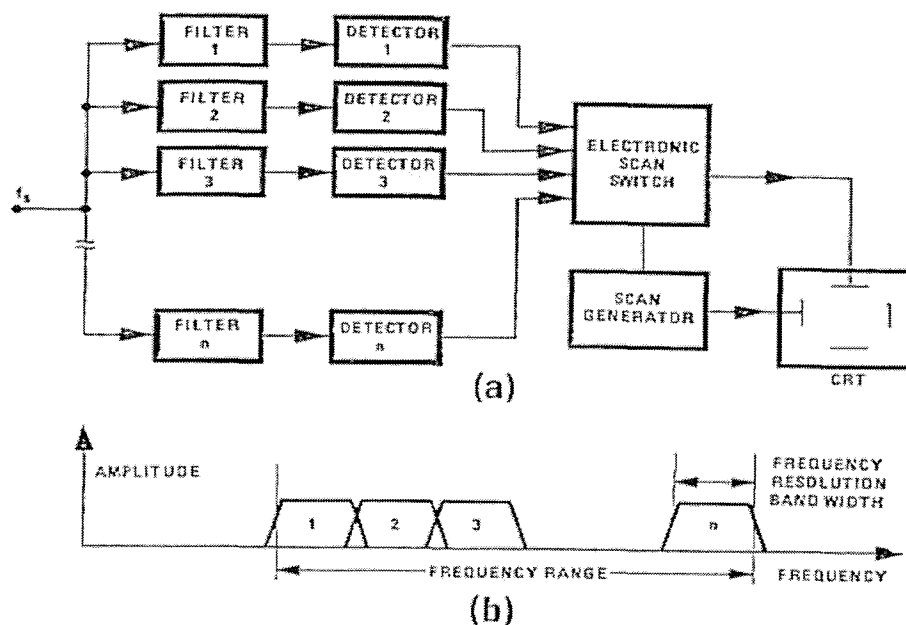 FILTER
1
DETECTOR
1
FILTER
2
DETECTOR
2
FILTER
3
DETECTOR
3
fs
ELECTRONIC
SCAN
SWITCH
FILTER
n
DETECTOR
n
SCAN
GENERATOR
CRT
(a)
AMPLITUDE
1
2
3
n
FREQUENCY
RESOLUTION
BAND WIDTH
FREQUENCY RANGE
FREQUENCY
(b)